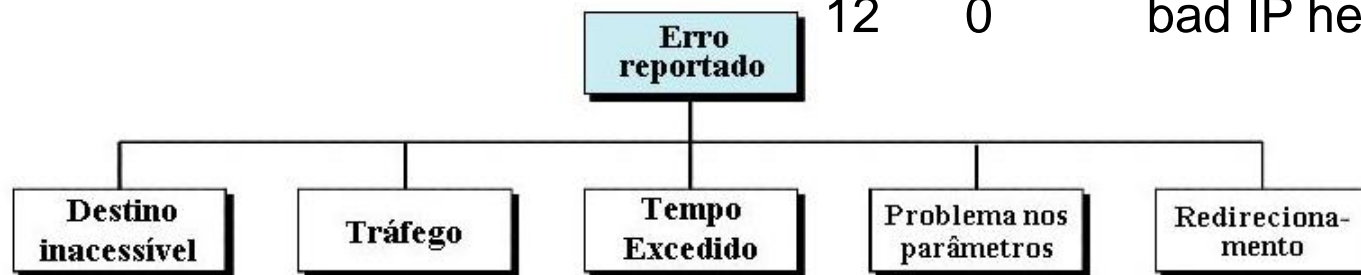 12 0 bad IP he
Erro
reportado
Destino
inacessível
Tráfego
Tempo
Excedido
Problema nos
parâmetros
Redireciona-
mento